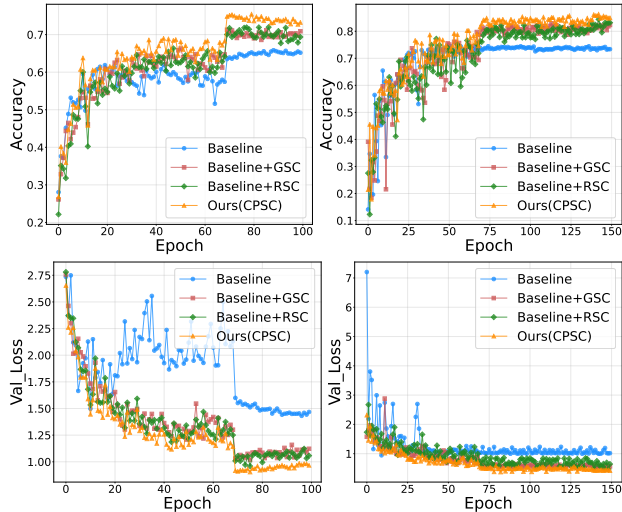 0.7
0.6
0.5
0.4
0.3
0.2
Accuracy
0 20 40 60 80 100
Epoch
Baseline
Baseline+GSC
Baseline+RSC
Ours(CPSC)
0.8
0.7
0.6
0.5
0.4
0.3
0.2
0.1
Accuracy
0 25 50 75 100 125 150
Epoch
Baseline
Baseline+GSC
Baseline+RSC
Ours(CPSC)
2.75
2.50
2.25
2.00
1.75
1.50
1.25
1.00
Val_Loss
0 20 40 60 80 100
Epoch
Baseline
Baseline+GSC
Baseline+RSC
Ours(CPSC)
7
6
5
4
3
2
1
Val_Loss
0 25 50 75 100 125 150
Epoch
Baseline
Baseline+GSC
Baseline+RSC
Ours(CPSC)